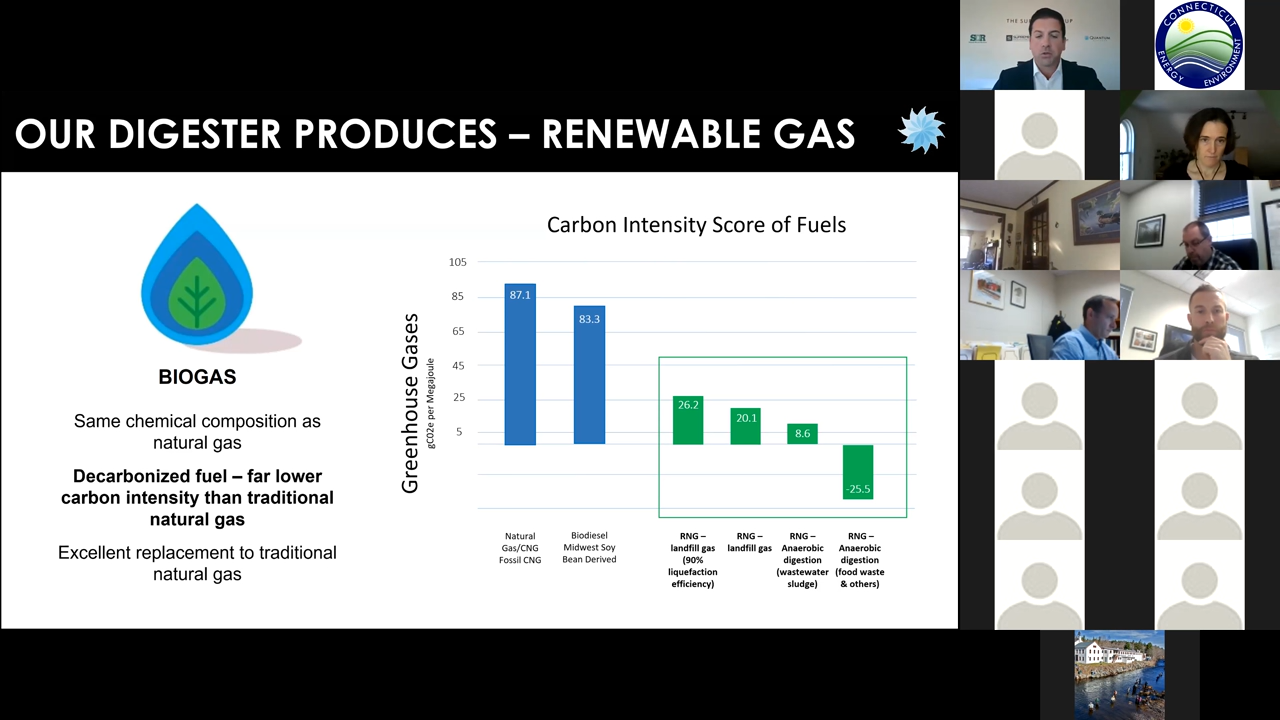 OUR DIGESTER PRODUCES – RENEWABLE GAS
BIOGAS
Same chemical composition as
natural gas
Decarbonized fuel – far lower
carbon intensity than traditional
natural gas
Excellent replacement to traditional
natural gas
Carbon Intensity Score of Fuels
Greenhouse Gases
gC02e per Megajoule
105
85
65
45
25
5
87.1
83.3
26.2
20.1
8.6
-25.5
Natural
Gas/CNG
Fossil CNG
Biodiesel
Midwest Soy
Bean Derived
RNG –
landfill gas
(90%
liquefaction
efficiency)
RNG –
landfill gas
RNG –
Anaerobic
digestion
(wastewater
sludge)
RNG –
Anaerobic
digestion
(food waste
& others)
CONNECTICUT
ENERGY ENVIRONMENT